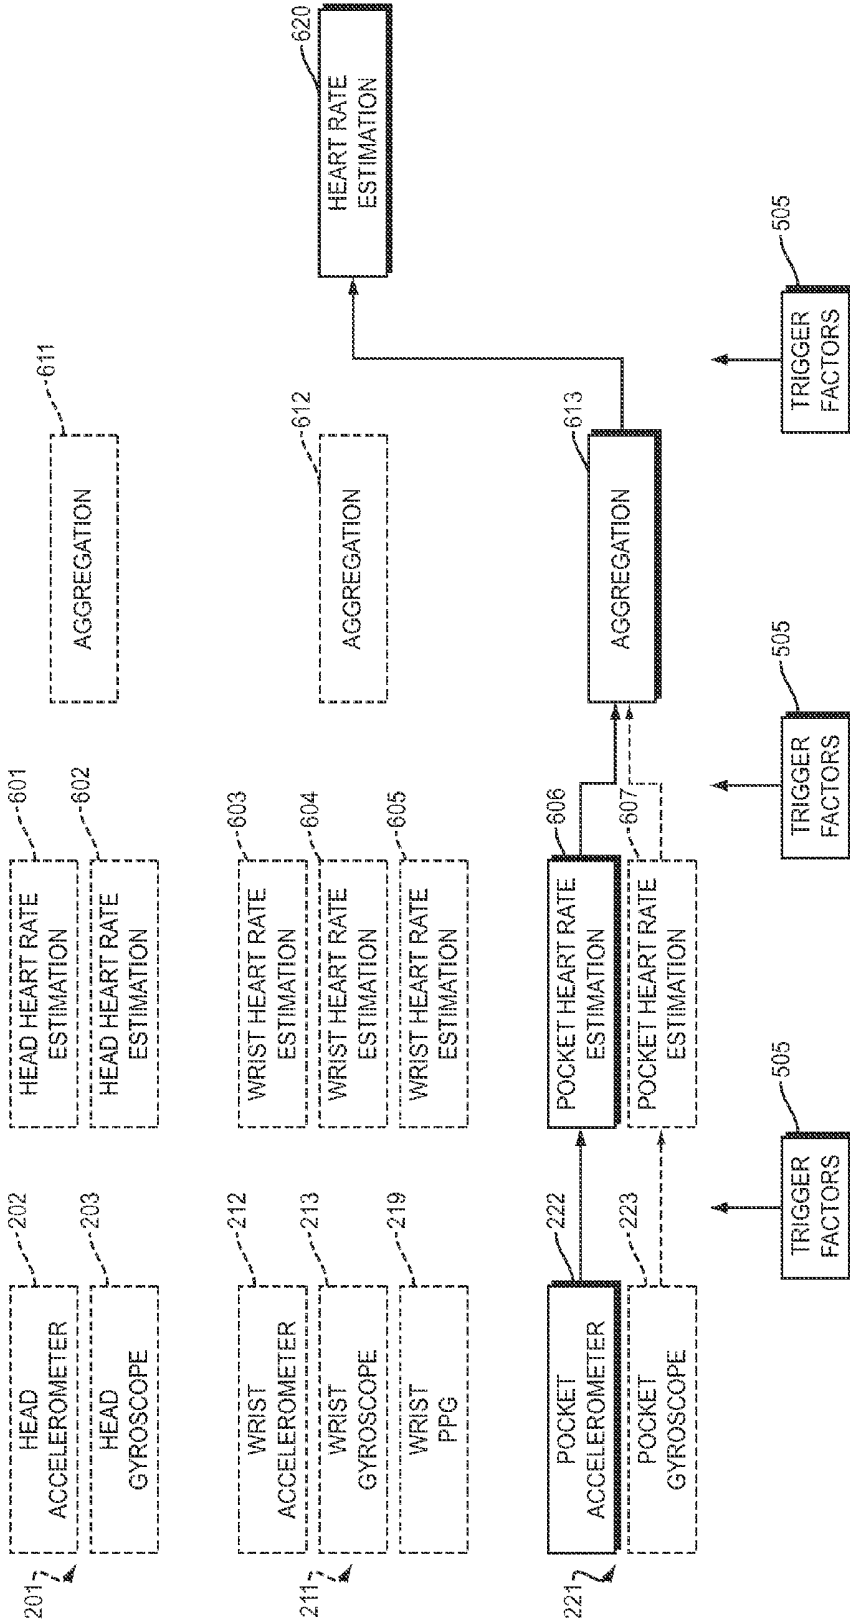 201
HEAD
ACCELEROMETER
202
HEAD
GYROSCOPE
203
211
WRIST
ACCELEROMETER
212
WRIST
GYROSCOPE
213
WRIST
PPG
219
221
POCKET
ACCELEROMETER
222
POCKET
GYROSCOPE
223
TRIGGER
FACTORS
505
HEAD HEART RATE
ESTIMATION
601
HEAD HEART RATE
ESTIMATION
602
WRIST HEART RATE
ESTIMATION
603
WRIST HEART RATE
ESTIMATION
604
WRIST HEART RATE
ESTIMATION
605
POCKET HEART RATE
ESTIMATION
606
POCKET HEART RATE
ESTIMATION
607
TRIGGER
FACTORS
505
AGGREGATION
611
AGGREGATION
612
AGGREGATION
613
TRIGGER
FACTORS
505
HEART RATE
ESTIMATION
620